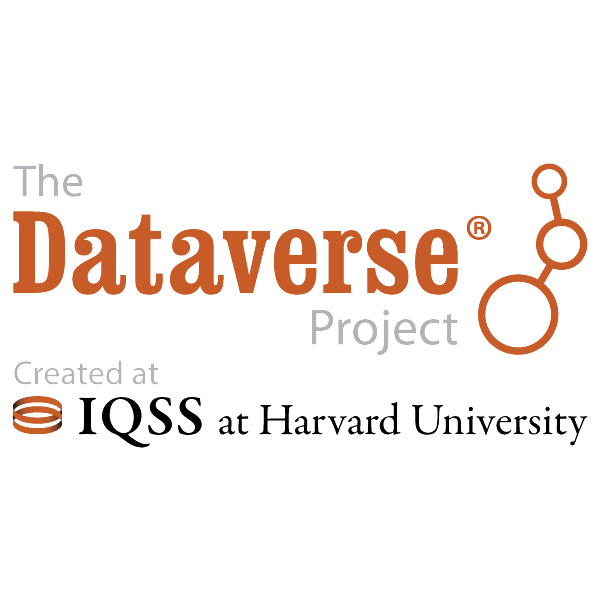 The
Dataverse®
Project
Created at
IQSS at Harvard University